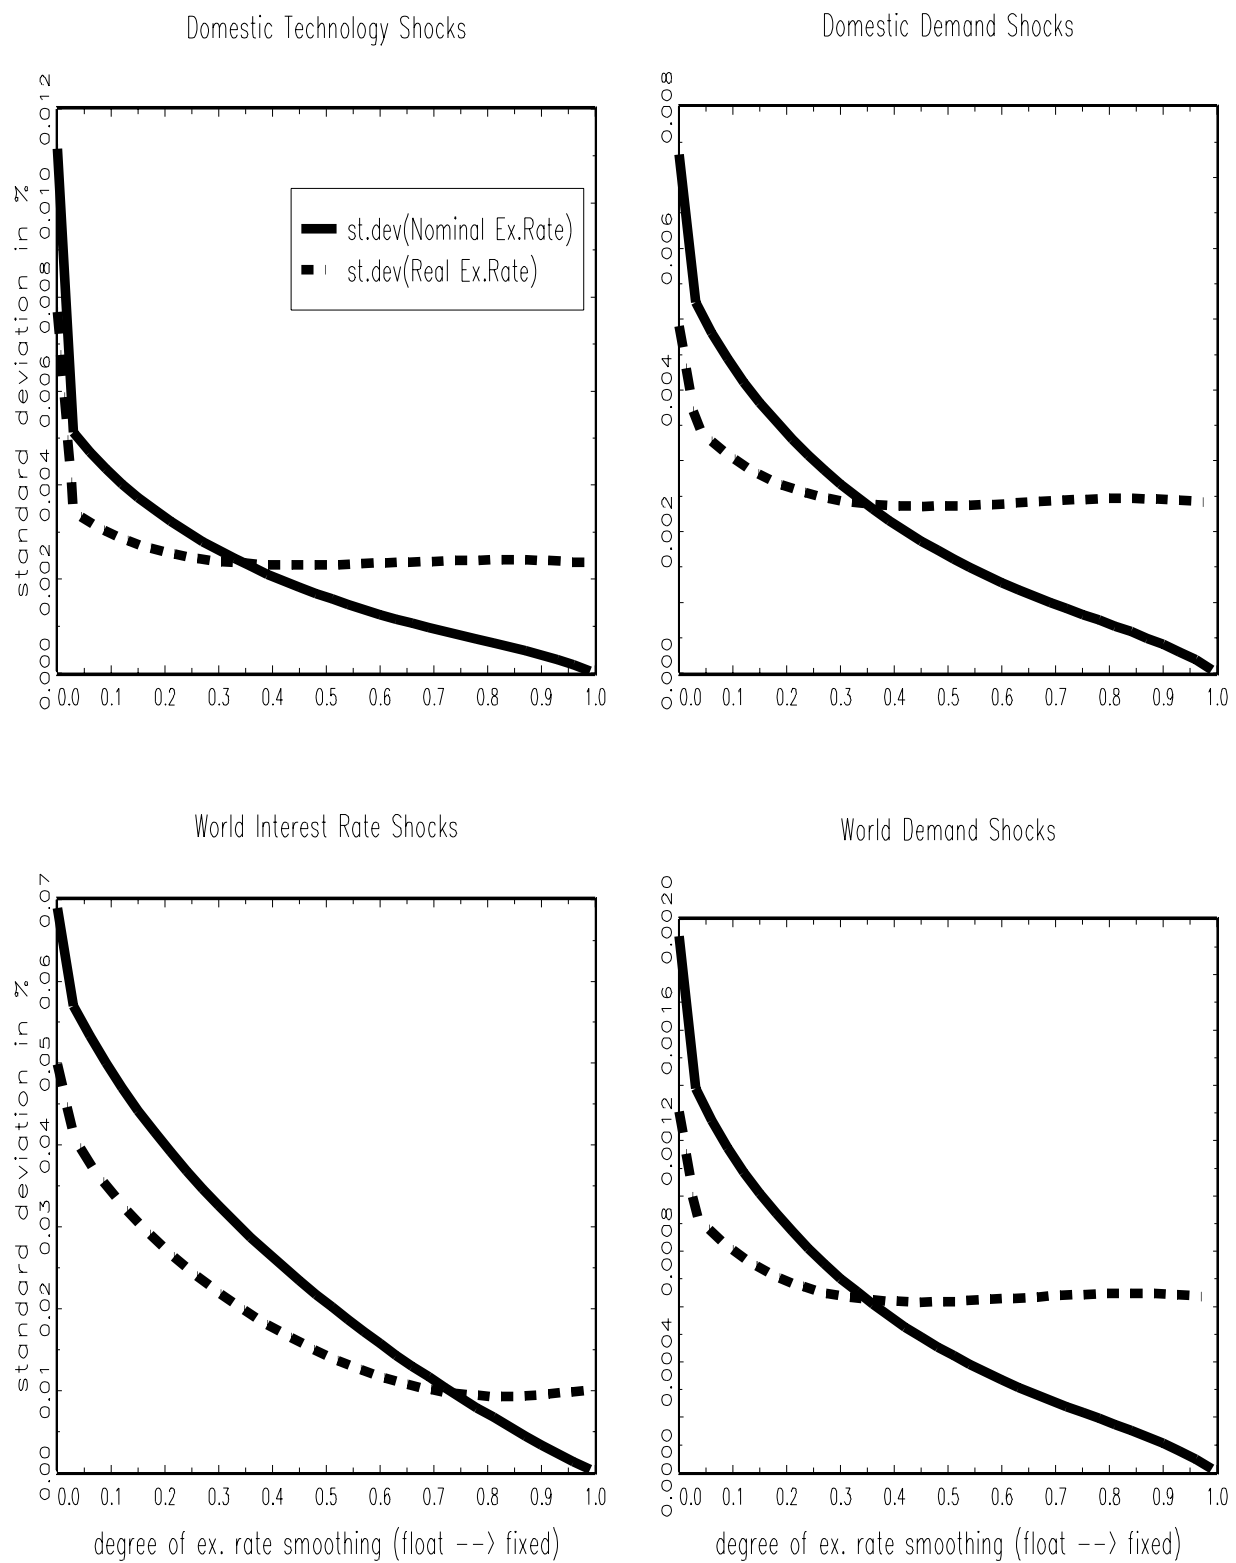 Domestic Technology Shocks
standard deviation in %
0.000 0.002 0.004 0.006 0.008 0.010 0.012
st.dev(Nominal Ex.Rate)
st.dev(Real Ex.Rate)
0.0 0.1 0.2 0.3 0.4 0.5 0.6 0.7 0.8 0.9 1.0
Domestic Demand Shocks
0.000 0.002 0.004 0.006 0.008
0.0 0.1 0.2 0.3 0.4 0.5 0.6 0.7 0.8 0.9 1.0
World Interest Rate Shocks
standard deviation in %
0.00 0.01 0.02 0.03 0.04 0.05 0.06 0.07
0.0 0.1 0.2 0.3 0.4 0.5 0.6 0.7 0.8 0.9 1.0
degree of ex. rate smoothing (float --> fixed)
World Demand Shocks
0.0000 0.0004 0.0008 0.0012 0.0016 0.0020
0.0 0.1 0.2 0.3 0.4 0.5 0.6 0.7 0.8 0.9 1.0
degree of ex. rate smoothing (float --> fixed)